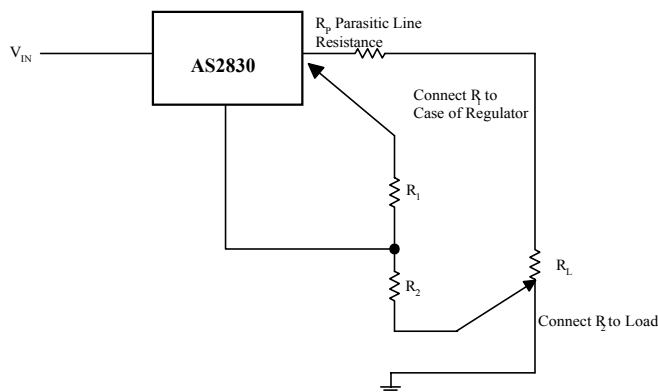 R_P Parasitic Line
Resistance
V_IN
AS2830
Connect R_1 to
Case of Regulator
R_1
R_2
R_L
Connect R_2 to Load